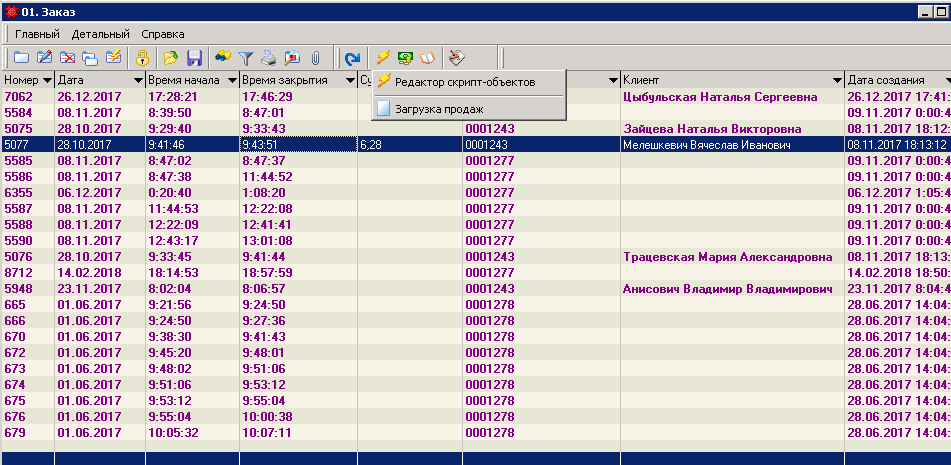 01. Заказ
Главный Детальный Справка
Номер Дата Время начала Время закрытия Клиент Дата создания
Редактор скрипт-объектов
Загрузка продаж
7062 26.12.2017 17:28:21 17:46:29 Цыбульская Наталья Сергеевна 26.12.2017 17:41:
5584 08.11.2017 8:39:50 8:47:01 09.11.2017 0:00:4
5075 28.10.2017 9:29:40 9:33:43 0001243 Зайцева Наталья Викторовна 08.11.2017 18:12:
5077 28.10.2017 9:41:46 9:43:51 6,28 0001243 Мелешкевич Вячеслав Иванович 08.11.2017 18:13:12
5585 08.11.2017 8:47:02 8:47:37 0001277 09.11.2017 0:00:4
5586 08.11.2017 8:47:38 11:44:52 0001277 09.11.2017 0:00:4
6355 06.12.2017 0:20:40 1:08:20 0001277 06.12.2017 1:05:4
5587 08.11.2017 11:44:53 12:22:08 0001277 09.11.2017 0:00:4
5588 08.11.2017 12:22:09 12:41:41 0001277 09.11.2017 0:00:4
5590 08.11.2017 12:43:17 13:01:08 0001277 09.11.2017 0:00:4
5076 28.10.2017 9:33:45 9:41:44 0001243 Трацевская Мария Александровна 08.11.2017 18:13:
8712 14.02.2018 18:14:53 18:57:59 0001277 14.02.2018 18:50:
5948 23.11.2017 8:02:04 8:06:57 0001243 Анисович Владимир Владимирович 23.11.2017 8:04:4
665 01.06.2017 9:21:56 9:24:50 0001278 28.06.2017 14:04:
666 01.06.2017 9:24:50 9:27:36 0001278 28.06.2017 14:04:
670 01.06.2017 9:38:30 9:41:43 0001278 28.06.2017 14:04:
672 01.06.2017 9:45:20 9:48:01 0001278 28.06.2017 14:04:
673 01.06.2017 9:48:02 9:51:06 0001278 28.06.2017 14:04:
674 01.06.2017 9:51:06 9:53:12 0001278 28.06.2017 14:04:
675 01.06.2017 9:53:12 9:55:04 0001278 28.06.2017 14:04:
676 01.06.2017 9:55:04 10:00:38 0001278 28.06.2017 14:04:
679 01.06.2017 10:05:32 10:07:11 0001278 28.06.2017 14:04: